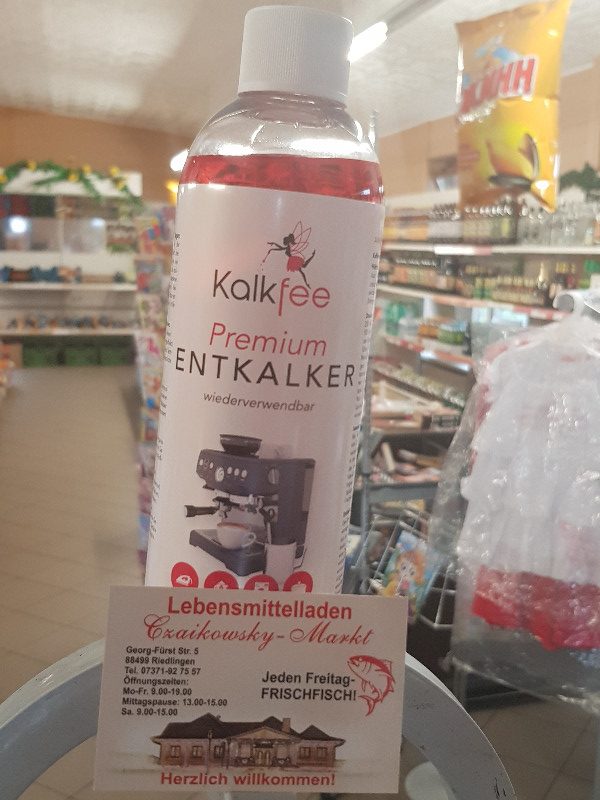 Kalkfee
Premium
ENTKALKER
wiederverwendbar
Lebensmittelladen
Czaikowsky-Markt
Georg-Fürst Str. 5
88499 Riedlingen
Tel. 07371-92 75 57
Öffnungszeiten:
Mo-Fr. 9.00-19.00
Mittagspause: 13.00-15.00
Sa. 9.00-15.00
Jeden Freitag-
FRISCHFISCH!
Herzlich willkommen!